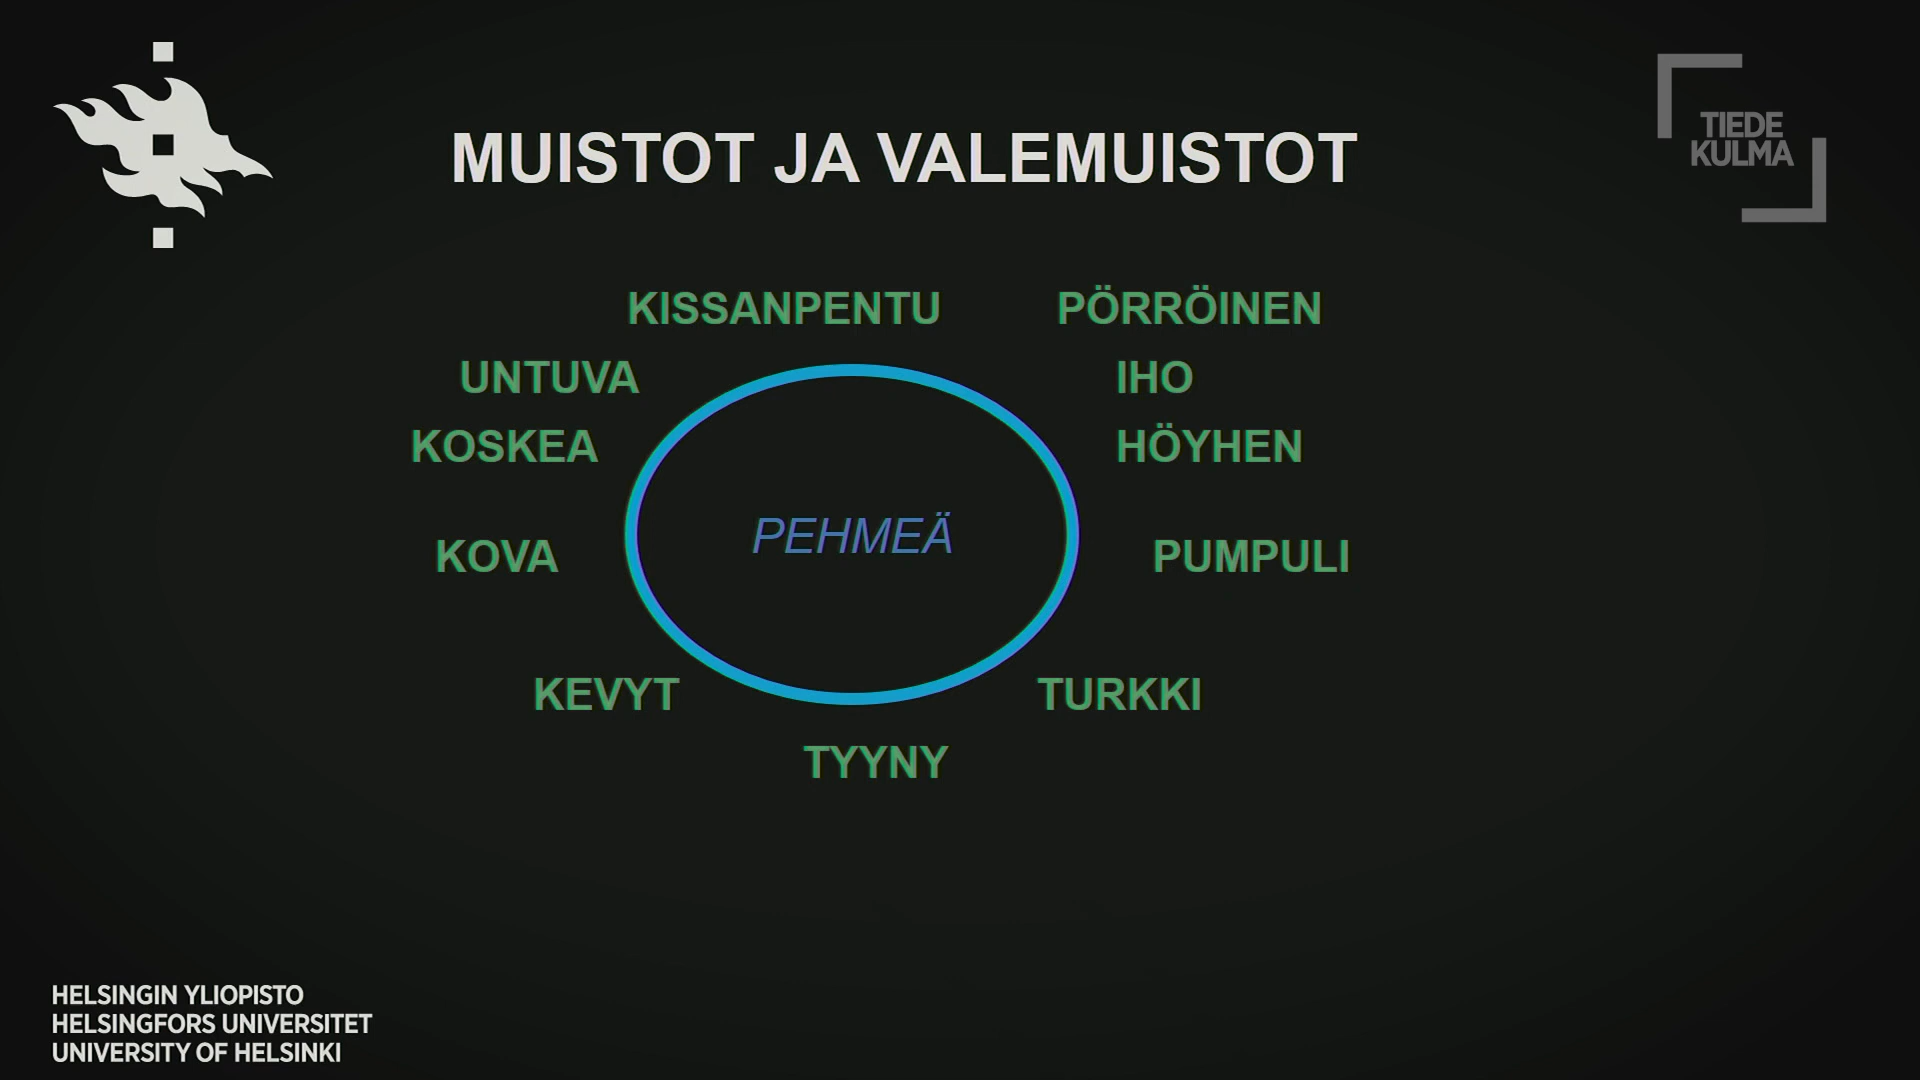 MUISTOT JA VALEMUISTOT
TIEDE
KULMA
KISSANPENTU
PÖRRÖINEN
UNTUVA
IHO
KOSKEA
HÖYHEN
KOVA
PEHMEÄ
PUMPULI
KEVYT
TURKKI
TYYNY
HELSINGIN YLIOPISTO
HELSINGFORS UNIVERSITET
UNIVERSITY OF HELSINKI